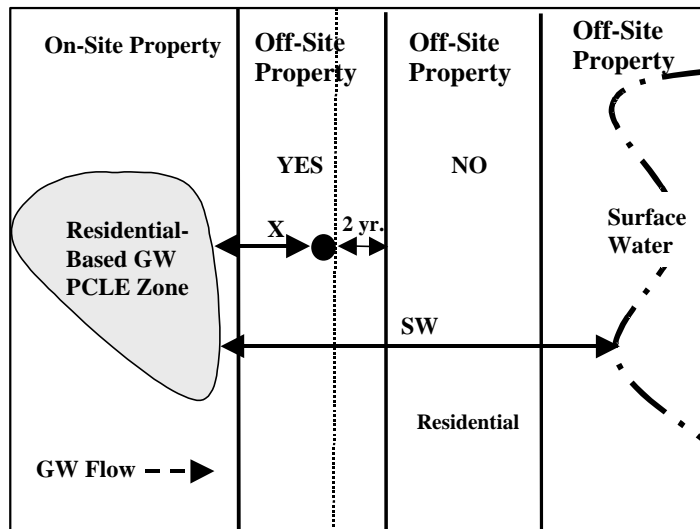 On-Site Property
Off-Site
Property
Off-Site
Property
Off-Site
Property
YES
NO
Residential-
Based GW
PCLE Zone
X
2 yr.
Surface
Water
SW
Residential
GW Flow